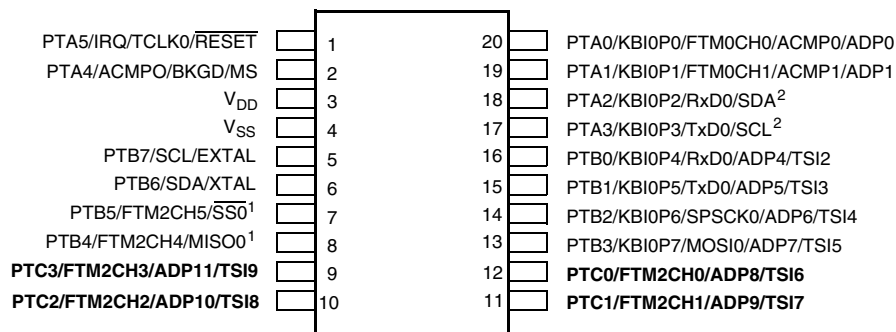 PTA5/IRQ/TCLK0/RESET 1
PTA4/ACMPO/BKGD/MS 2
VDD 3
VSS 4
PTB7/SCL/EXTAL 5
PTB6/SDA/XTAL 6
PTB5/FTM2CH5/SS0¹ 7
PTB4/FTM2CH4/MISO0¹ 8
PTC3/FTM2CH3/ADP11/TSI9 9
PTC2/FTM2CH2/ADP10/TSI8 10
20 PTA0/KBI0P0/FTM0CH0/ACMP0/ADP0
19 PTA1/KBI0P1/FTM0CH1/ACMP1/ADP1
18 PTA2/KBI0P2/RxD0/SDA²
17 PTA3/KBI0P3/TxD0/SCL²
16 PTB0/KBI0P4/RxD0/ADP4/TSI2
15 PTB1/KBI0P5/TxD0/ADP5/TSI3
14 PTB2/KBI0P6/SPSCK0/ADP6/TSI4
13 PTB3/KBI0P7/MOSI0/ADP7/TSI5
12 PTC0/FTM2CH0/ADP8/TSI6
11 PTC1/FTM2CH1/ADP9/TSI7